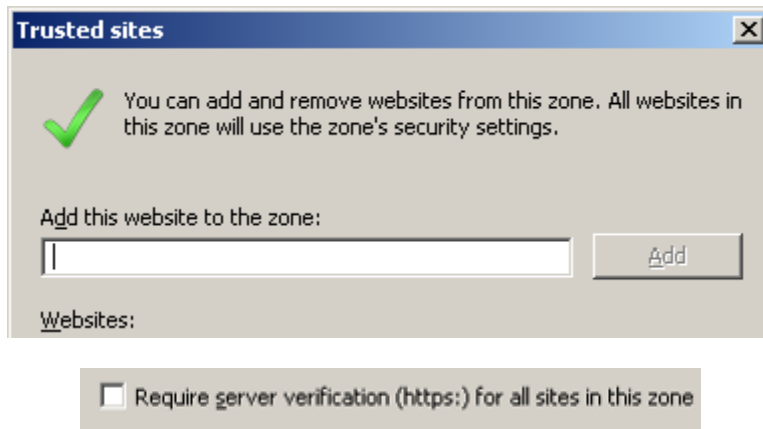 Trusted sites
You can add and remove websites from this zone. All websites in
this zone will use the zone's security settings.
Add this website to the zone:
Add
Websites:
Require server verification (https:) for all sites in this zone